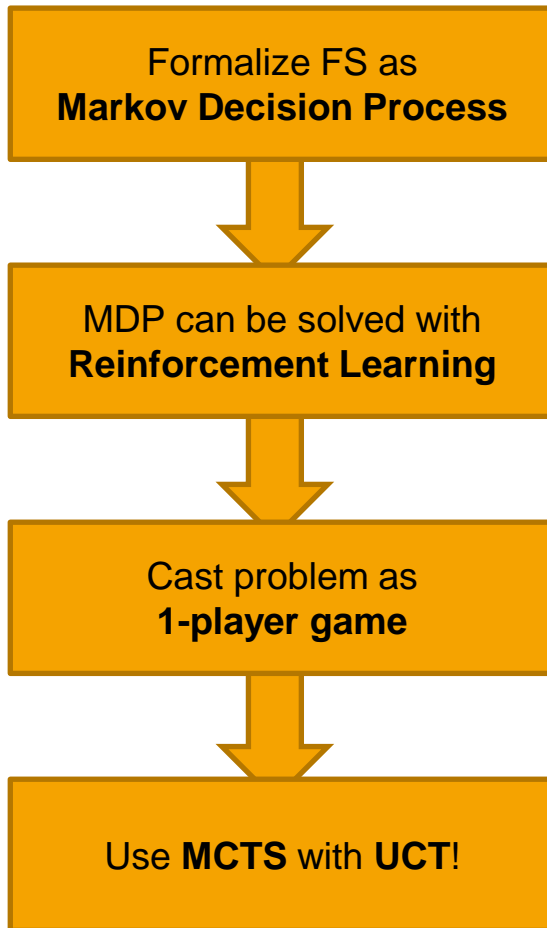 Formalize FS as
Markov Decision Process
MDP can be solved with
Reinforcement Learning
Cast problem as
1-player game
Use MCTS with UCT!